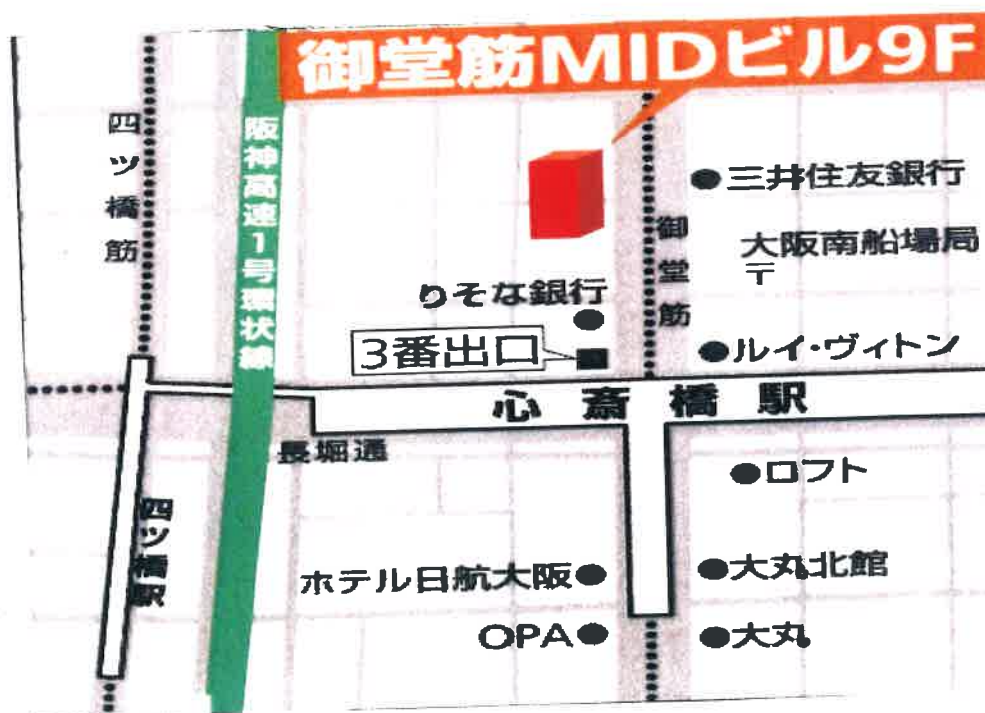 御堂筋MIDビル9F
四ツ橋筋
阪神高速1号環状線
三井住友銀行
御堂筋
大阪南船場局
〒
りそな銀行
3番出口
ルイ・ヴィトン
心斎橋駅
長堀通
ロフト
四ツ橋駅
ホテル日航大阪
大丸北館
OPA
大丸